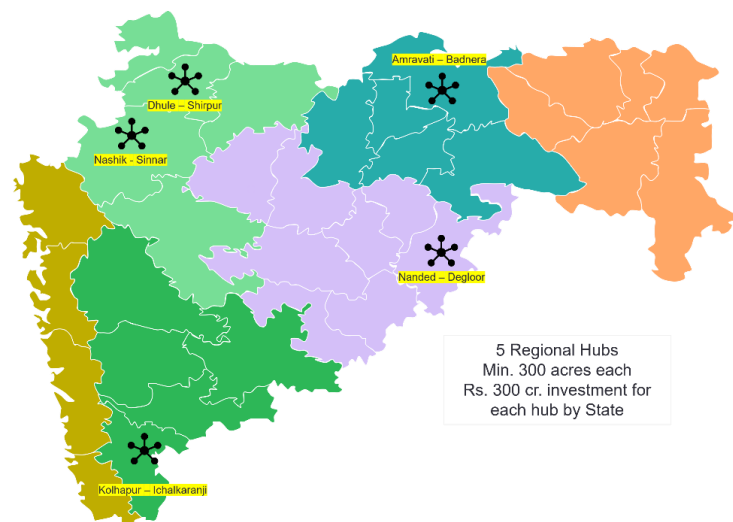 Amravati – Badnera
Dhule – Shirpur
Nashik - Sinnar
Nanded – Degloor
5 Regional Hubs
Min. 300 acres each
Rs. 300 cr. investment for
each hub by State
Kolhapur – Ichalkaranji